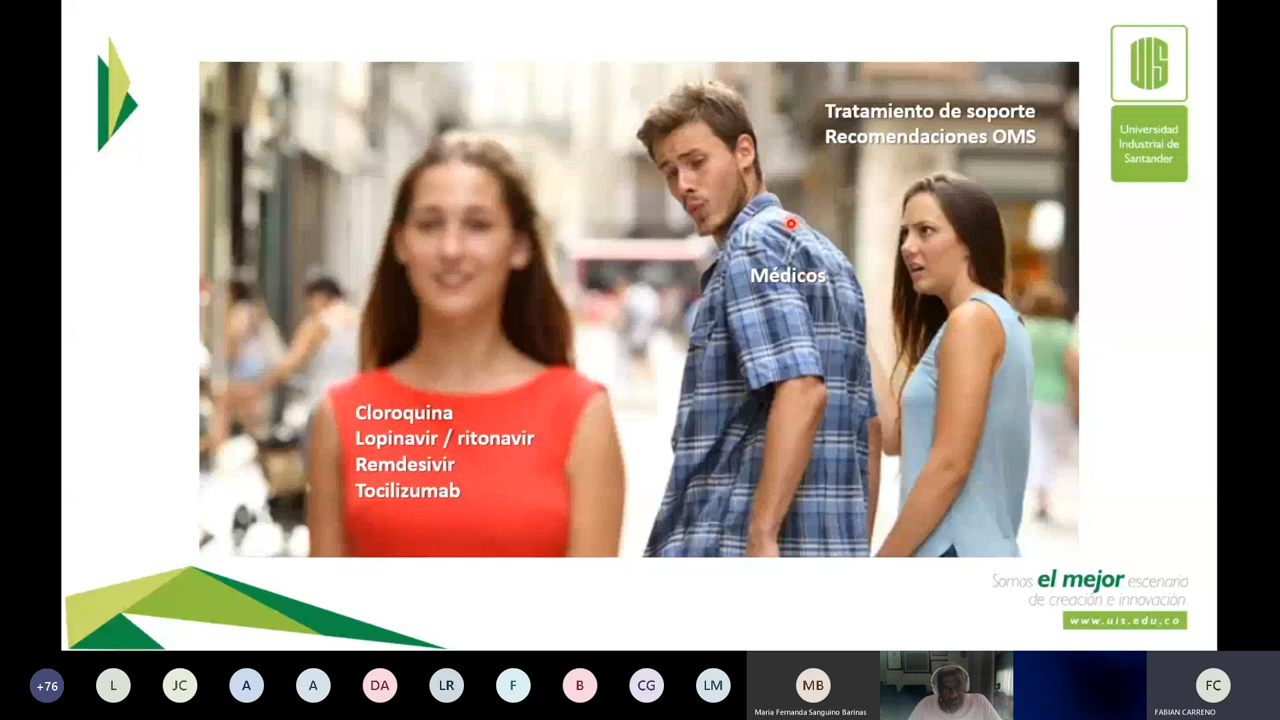 UIS
Universidad
Industrial de
Santander
Tratamiento de soporte
Recomendaciones OMS
Médicos
Cloroquina
Lopinavir / ritonavir
Remdesivir
Tocilizumab
Somos el mejor escenario
de creación e innovación.
www.uis.edu.co
+76
L
JC
A
A
DA
LR
F
B
CG
LM
MB
FC
Maria Fernanda Sanguino Barinas
FABIAN CARRENO